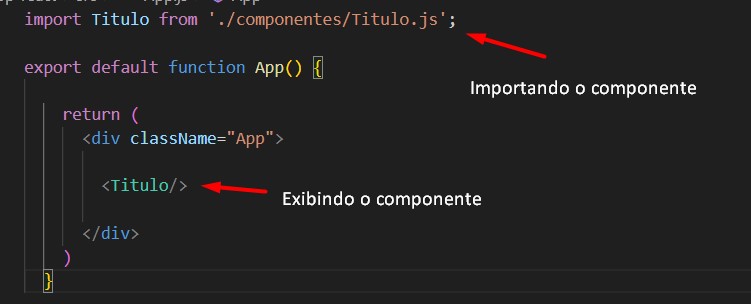 import Titulo from './componentes/Titulo.js';
Importando o componente
export default function App() {
return (
<div className="App">
<Titulo/>
Exibindo o componente
</div>
)
}